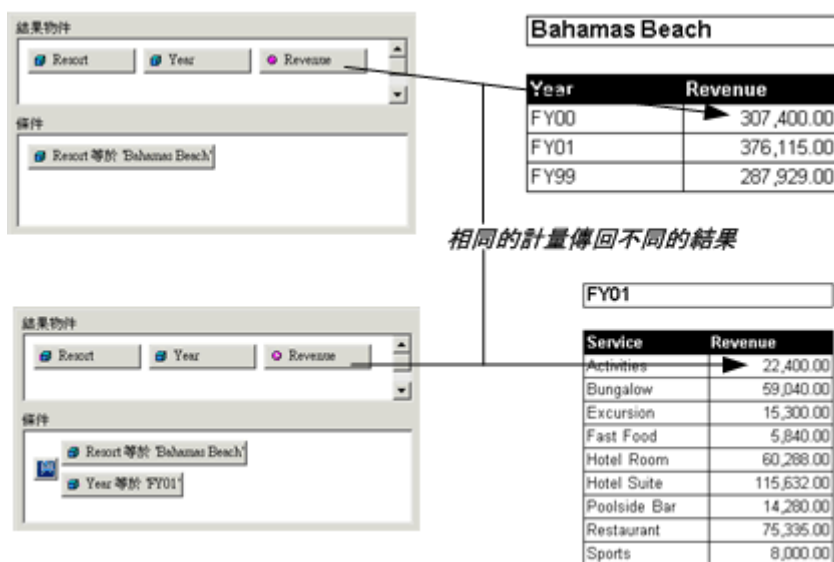 結果物件
Resort Year Revenue
條件
Resort 等於 'Bahamas Beach'
Bahamas Beach
Year Revenue
FY00 307,400.00
FY01 376,115.00
FY99 287,929.00
相同的計量傳回不同的結果
結果物件
Resort Year Revenue
條件
Resort 等於 'Bahamas Beach'
Year 等於 'FY01'
FY01
Service Revenue
Activities 22,400.00
Bungalow 59,040.00
Excursion 15,300.00
Fast Food 5,840.00
Hotel Room 60,288.00
Hotel Suite 115,632.00
Poolside Bar 14,280.00
Restaurant 75,335.00
Sports 8,000.00